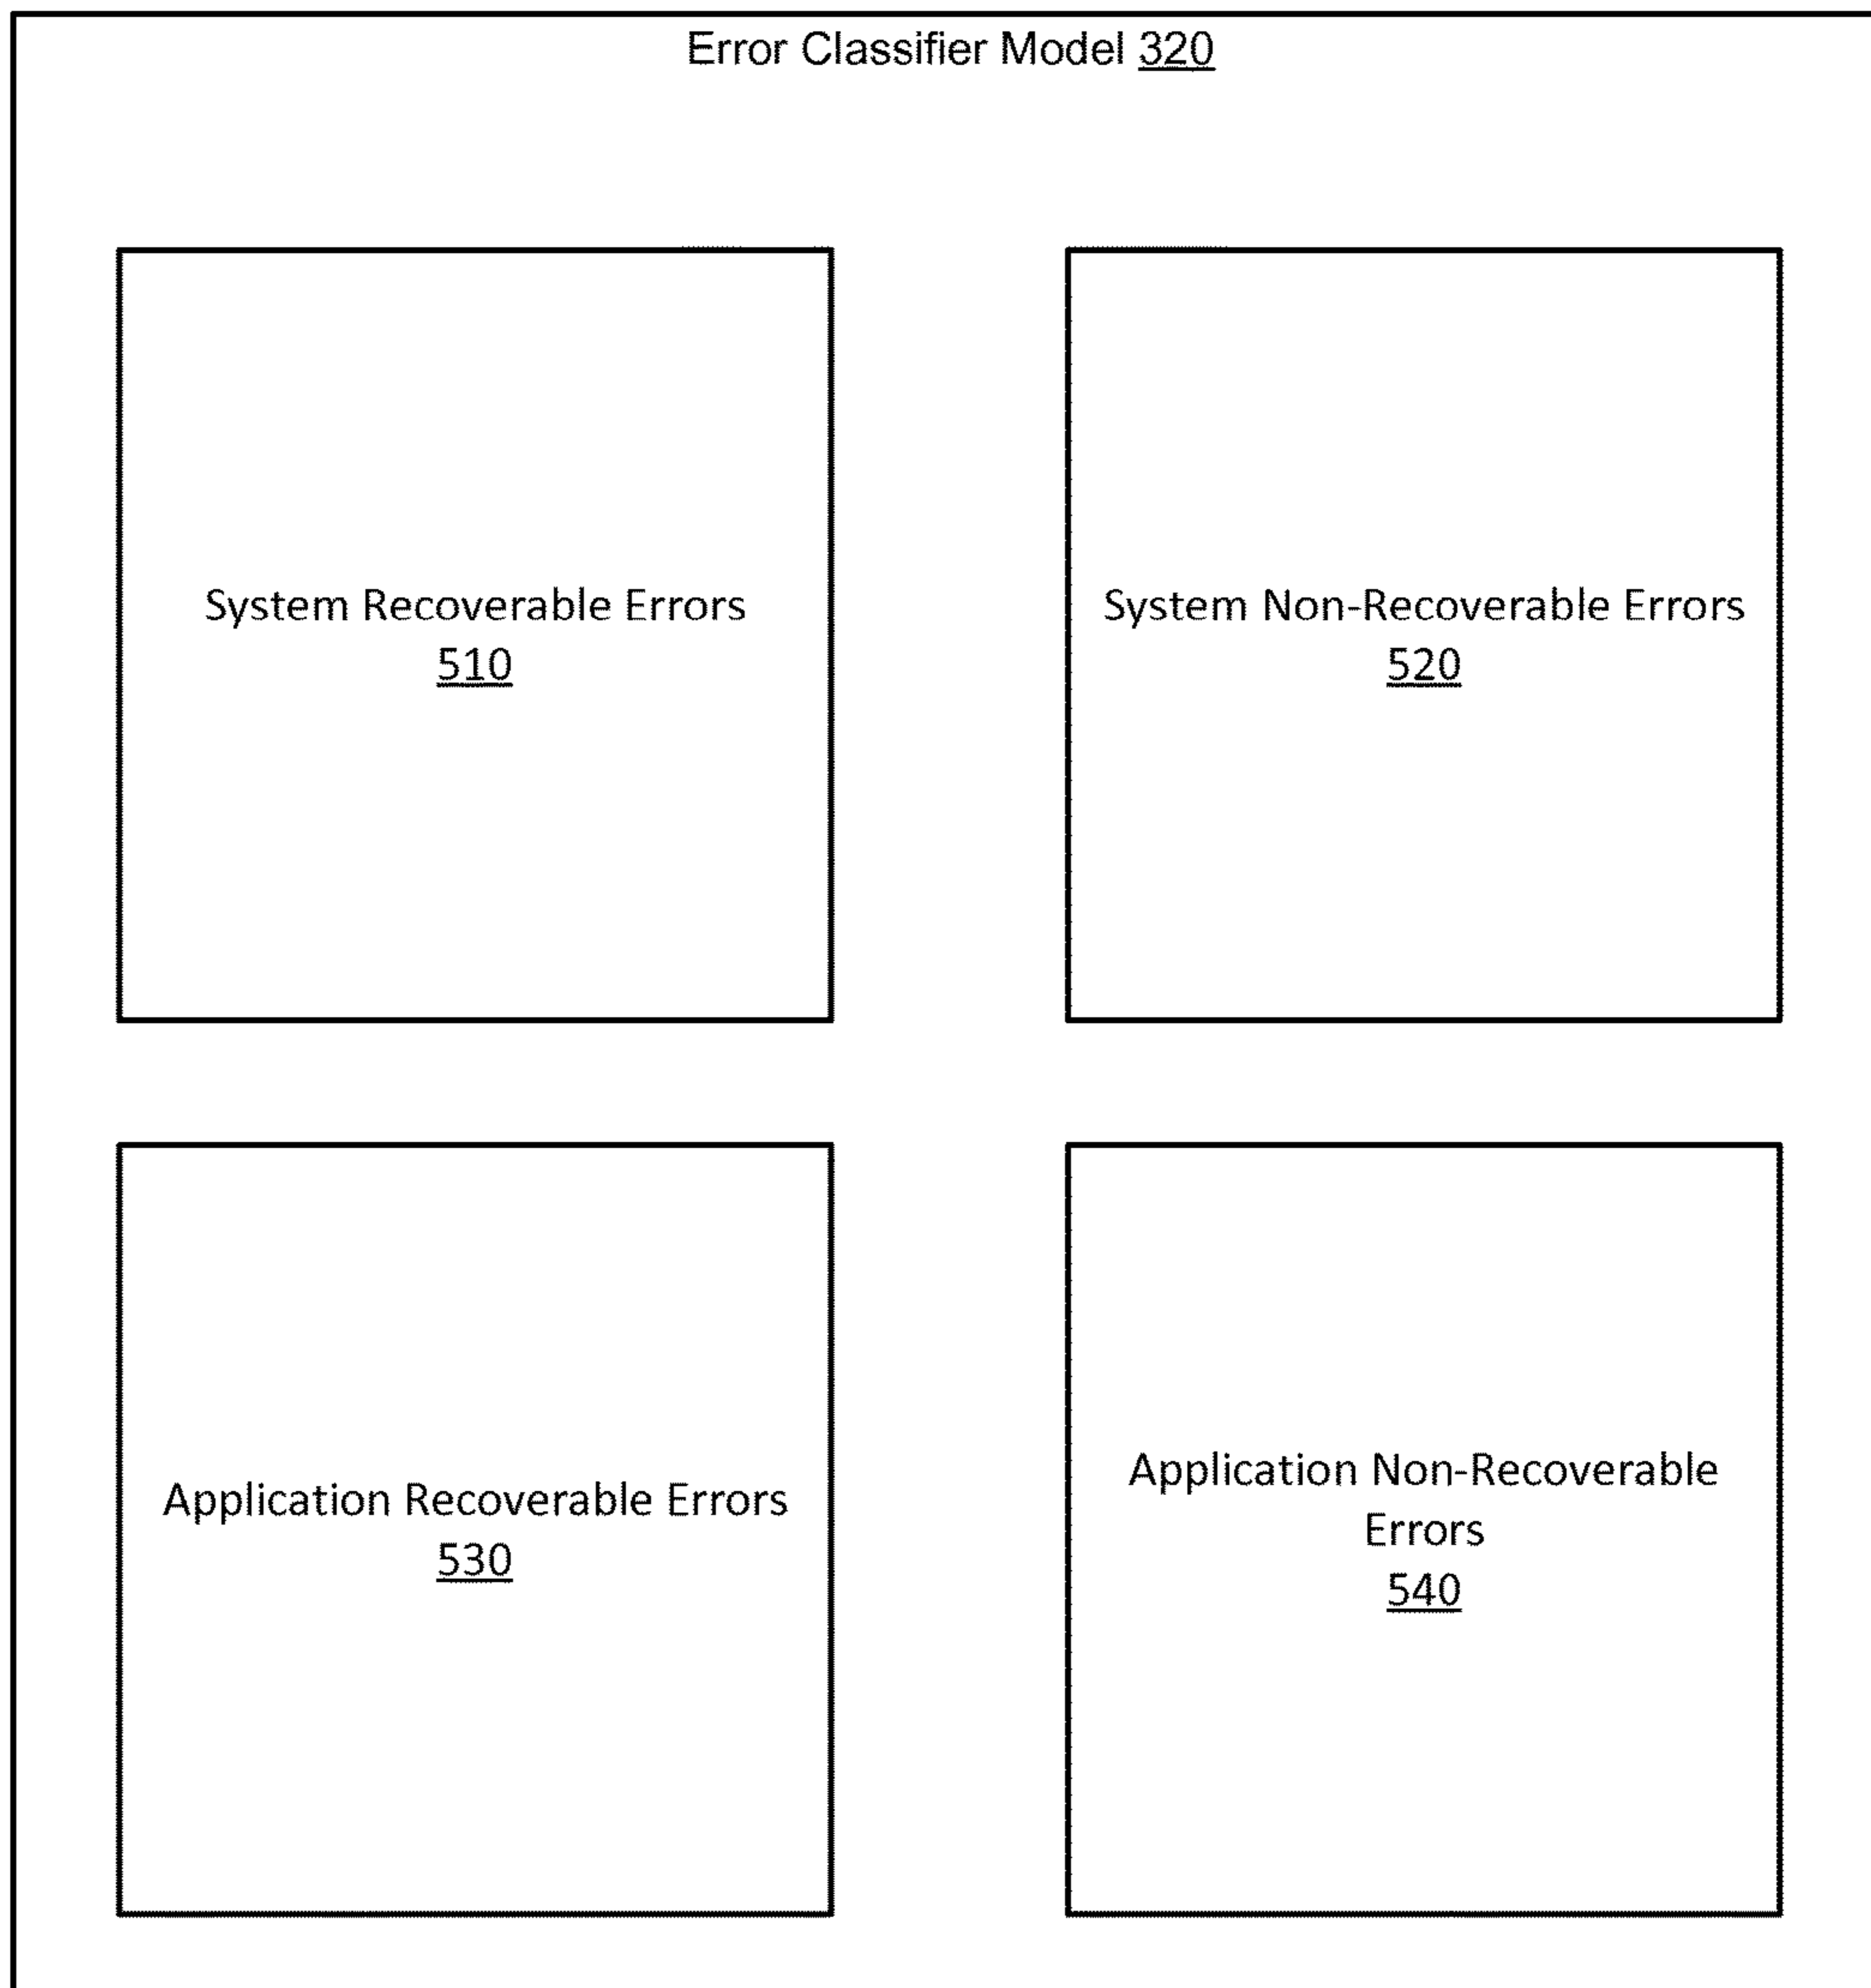 Error Classifier Model 320
System Recoverable Errors
510
System Non-Recoverable Errors
520
Application Recoverable Errors
530
Application Non-Recoverable
Errors
540